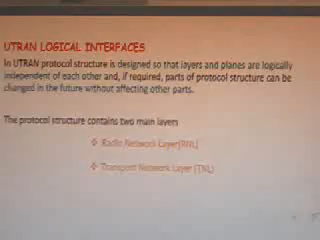 UTRAN LOGICAL INTERFACES
In UTRAN protocol structure is designed so that layers and planes are logically
independent of each other and, if required, parts of protocol structure can be
changed in the future without affecting other parts.
The protocol structure contains two main layers
❖ Radio Network Layer(RNL)
❖ Transport Network Layer (TNL)